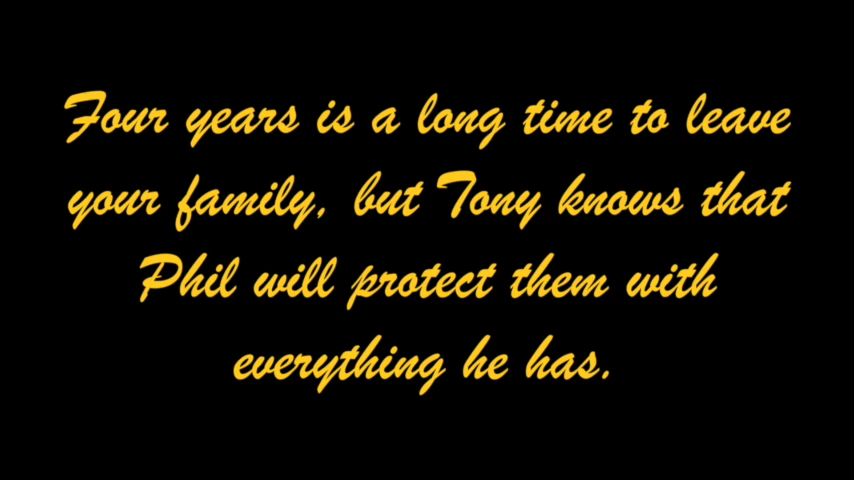 Four years is a long time to leave
your family, but Tony knows that
Phil will protect them with
everything he has.